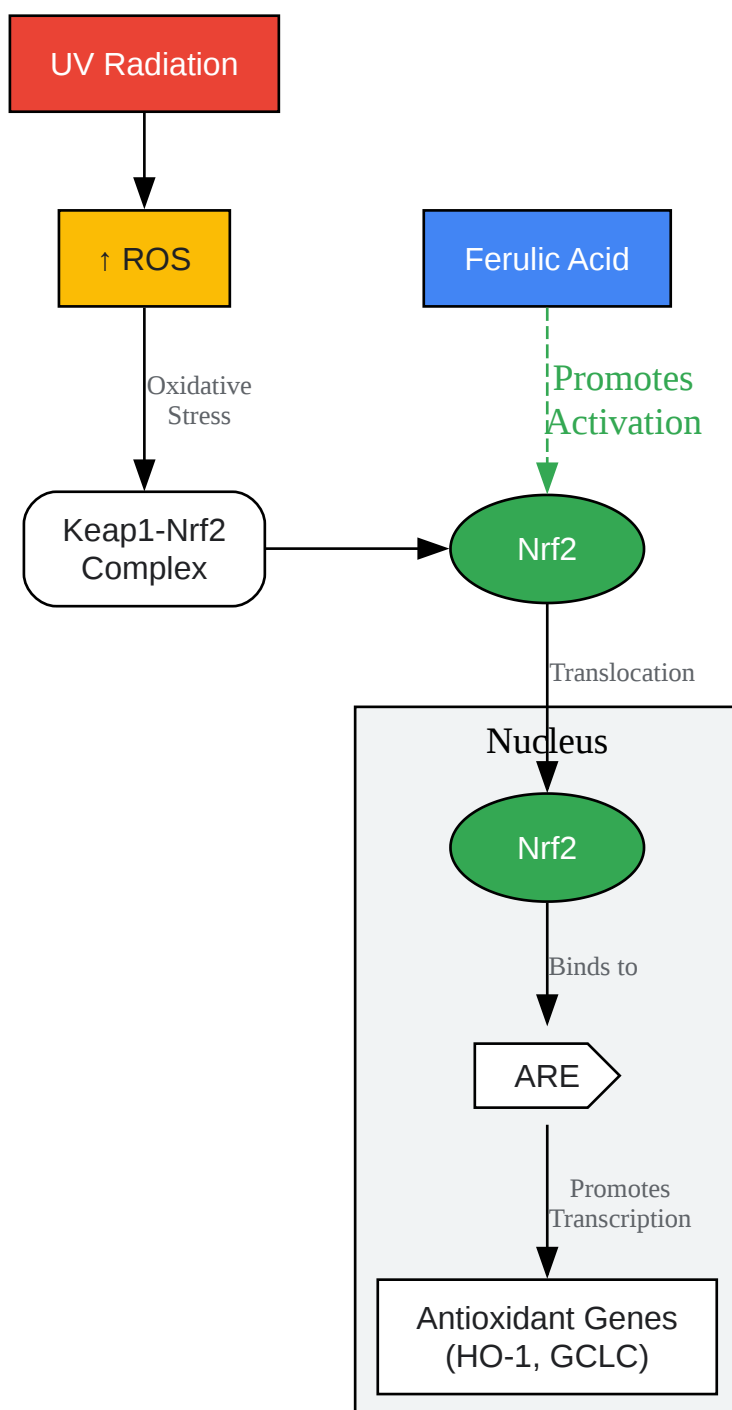 UV Radiation
↑ ROS
Ferulic Acid
Oxidative
Stress
Promotes
Activation
Keap1-Nrf2
Complex
Nrf2
Translocation
Nucleus
Nrf2
Binds to
ARE
Promotes
Transcription
Antioxidant Genes
(HO-1, GCLC)